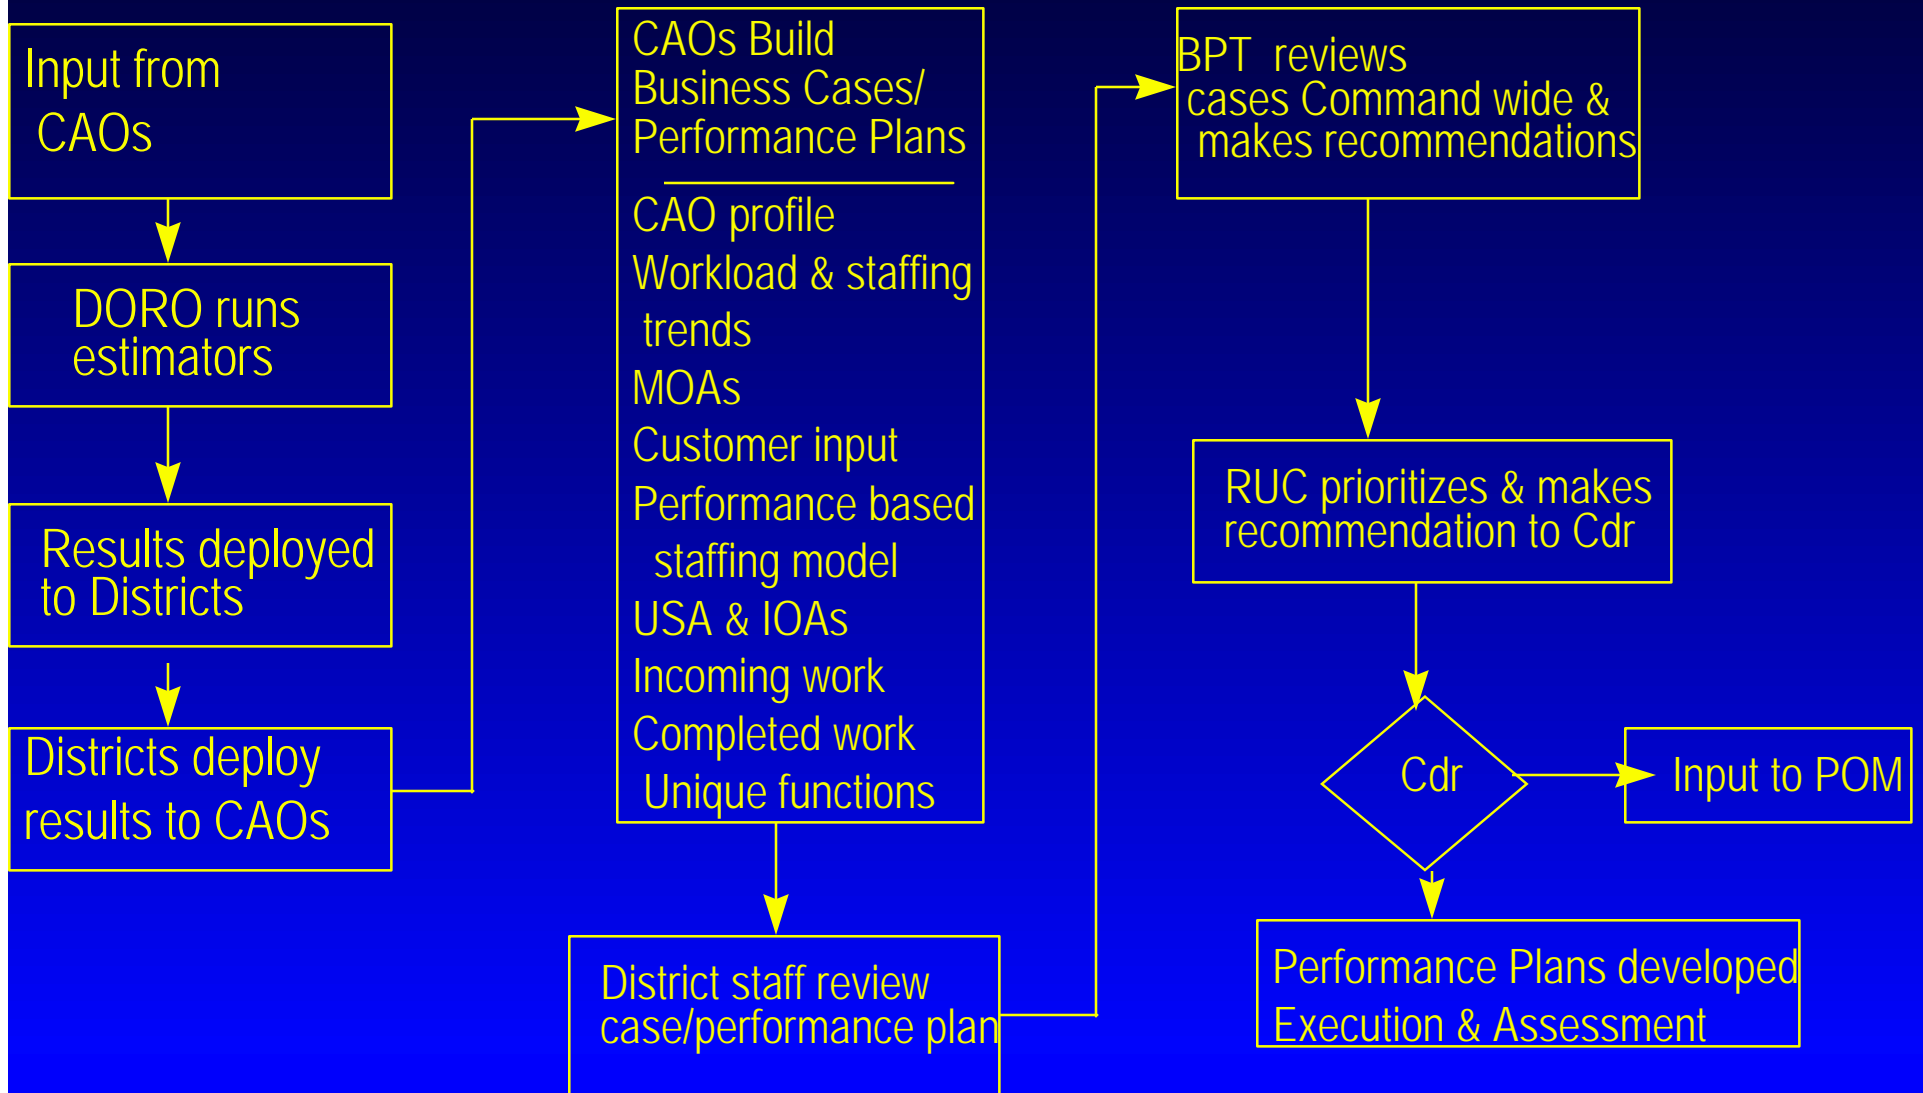 Input from
CAOs
DORO runs
estimators
Results deployed
to Districts
Districts deploy
results to CAOs
CAOs Build
Business Cases/
Performance Plans
CAO profile
Workload & staffing
trends
MOAs
Customer input
Performance based
staffing model
USA & IOAs
Incoming work
Completed work
Unique functions
District staff review
case/performance plan
BPT reviews
cases Command wide &
makes recommendations
RUC prioritizes & makes
recommendation to Cdr
Cdr
Input to POM
Performance Plans developed
Execution & Assessment